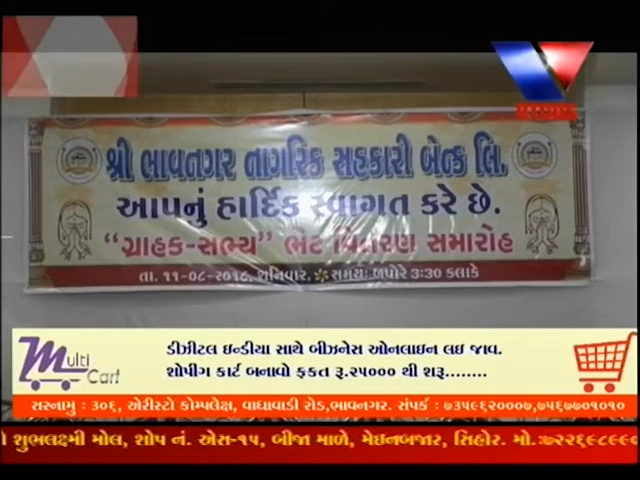 શ્રી ભાવનગર નાગરિક સહકારી બેન્ક લિ.
આપનું હાર્દિક સ્વાગત કરે છે.
"ગ્રાહક-સભ્ય" ભેટ વિતરણ સમારોહ
તા. ૧૧-૦૮-૨૦૧૮, શનિવાર, સમય: બપોરે ૩:૩૦ કલાકે
Multi Cart
ડીઝીટલ ઇન્ડીયા સાથે બીઝનેસ ઓનલાઇન લઇ જાવ.
શોપીગ કાર્ટ બનાવો ફકત રૂ.૨૫૦૦૦ થી શરૂ.......
સરનામુ : ૩૦૬, એરીસ્ટો કોમ્પલેક્ષ, વાઘાવાડી રોડ,ભાવનગર. સંપર્ક : ૭૩૫૯૬૨૦૦૦૭,૭૫૬૭૭૦૧૦૧૦
શુભલક્ષ્મી મોલ, શોપ નં. એસ-૧૫, બીજા માળે, મેઇનબજાર, સિહોર. મો.૭૨૨૬૯૮૯૯૦